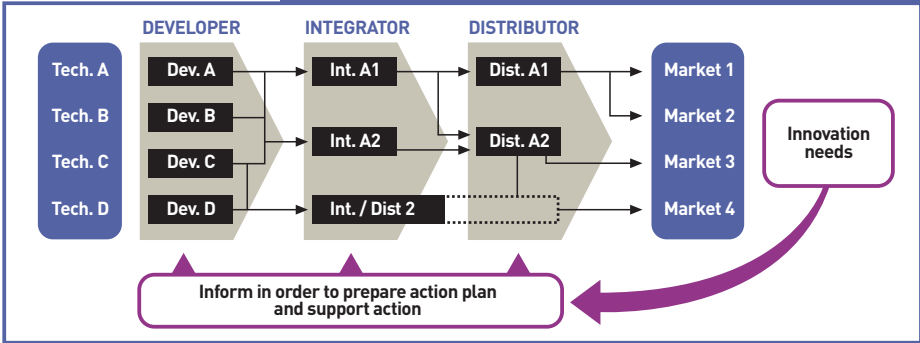 DEVELOPER INTEGRATOR DISTRIBUTOR
Tech. A Dev. A Int. A1 Dist. A1 Market 1
Tech. B Dev. B Market 2
Int. A2 Dist. A2
Tech. C Dev. C Market 3
Tech. D Dev. D Int. / Dist 2 Market 4
Innovation
needs
Inform in order to prepare action plan
and support action